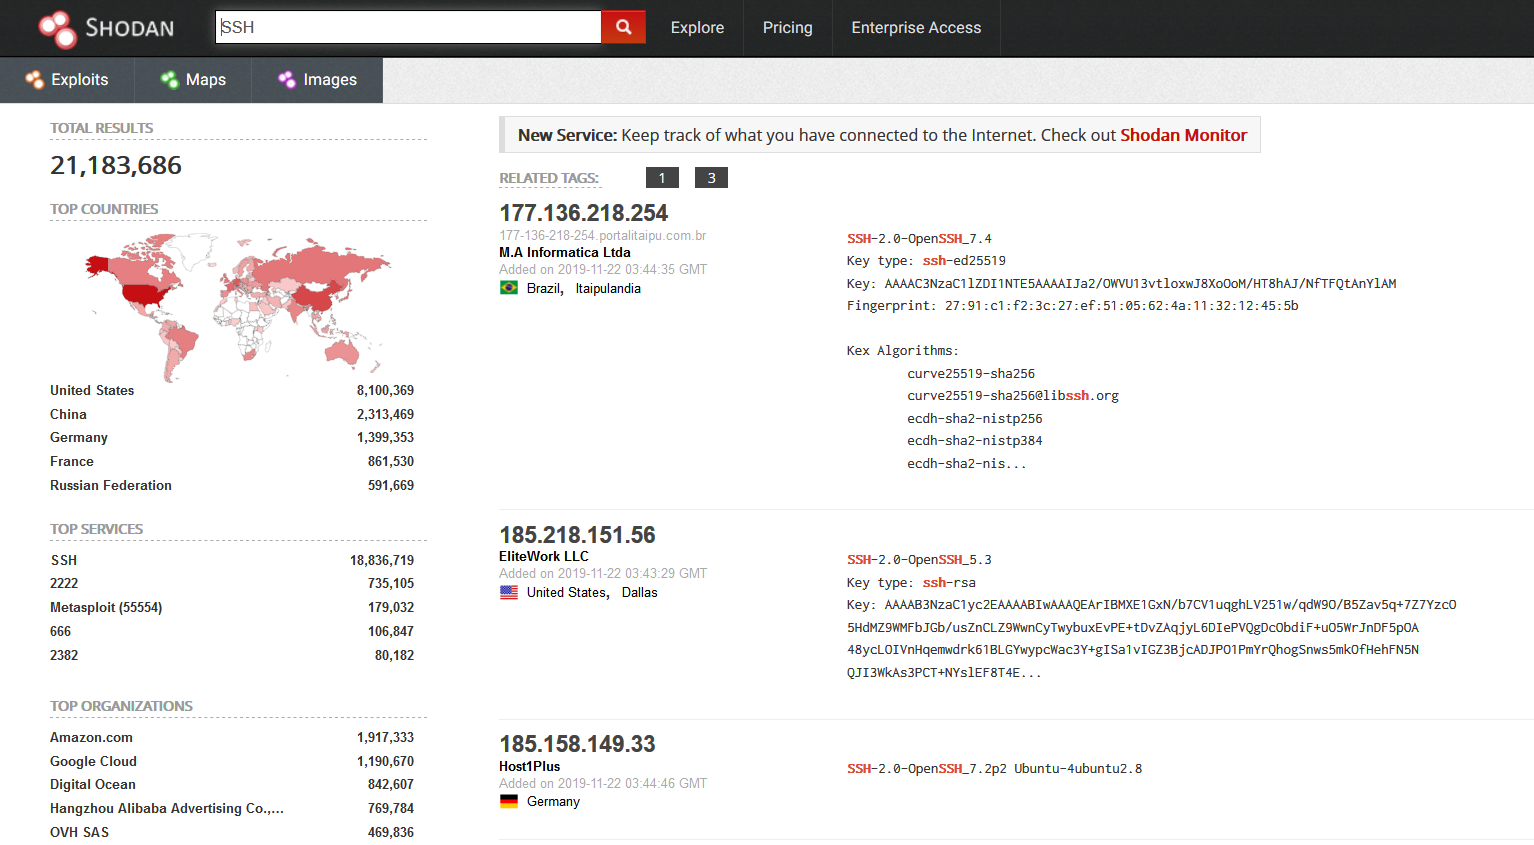 SHODAN
SSH
Explore
Pricing
Enterprise Access
Exploits
Maps
Images
TOTAL RESULTS
21,183,686
TOP COUNTRIES
United States 8,100,369
China 2,313,469
Germany 1,399,353
France 861,530
Russian Federation 591,669
TOP SERVICES
SSH 18,836,719
2222 735,105
Metasploit (55554) 179,032
666 106,847
2382 80,182
TOP ORGANIZATIONS
Amazon.com 1,917,333
Google Cloud 1,190,670
Digital Ocean 842,607
Hangzhou Alibaba Advertising Co.,... 769,784
OVH SAS 469,836
New Service: Keep track of what you have connected to the Internet. Check out Shodan Monitor
RELATED TAGS: 1 3
177.136.218.254
177-136-218-254.portalitaipu.com.br
M.A Informatica Ltda
Added on 2019-11-22 03:44:35 GMT
Brazil, Itaipulandia
SSH-2.0-OpenSSH_7.4
Key type: ssh-ed25519
Key: AAAAC3NzaC1lZDI1NTE5AAAAIJa2/OWVU13vtloxwJ8XoOoM/HT8hAJ/NfTFQtAnYlAM
Fingerprint: 27:91:c1:f2:3c:27:ef:51:05:62:4a:11:32:12:45:5b
Kex Algorithms:
curve25519-sha256
curve25519-sha256@libssh.org
ecdh-sha2-nistp256
ecdh-sha2-nistp384
ecdh-sha2-nis...
185.218.151.56
EliteWork LLC
Added on 2019-11-22 03:43:29 GMT
United States, Dallas
SSH-2.0-OpenSSH_5.3
Key type: ssh-rsa
Key: AAAAB3NzaC1yc2EAAAABIwAAAQEArIBMXE1GxN/b7CV1uqghLV251w/qdW9O/B5Zav5q+7Z7YzcO
5HdMZ9WMFbJGb/usZnCLZ9WwnCyTwybuxEvPE+tDvZAqjyL6DIePVQgDcObdiF+uO5WrJnDF5pOA
48ycLOIVnHqemwdrk61BLGYwypcWac3Y+gISa1vIGZ3BjcADJPO1PmYrQhogSnws5mkOfHehFN5N
QJI3WkAs3PCT+NYslEF8T4E...
185.158.149.33
Host1Plus
Added on 2019-11-22 03:44:46 GMT
Germany
SSH-2.0-OpenSSH_7.2p2 Ubuntu-4ubuntu2.8